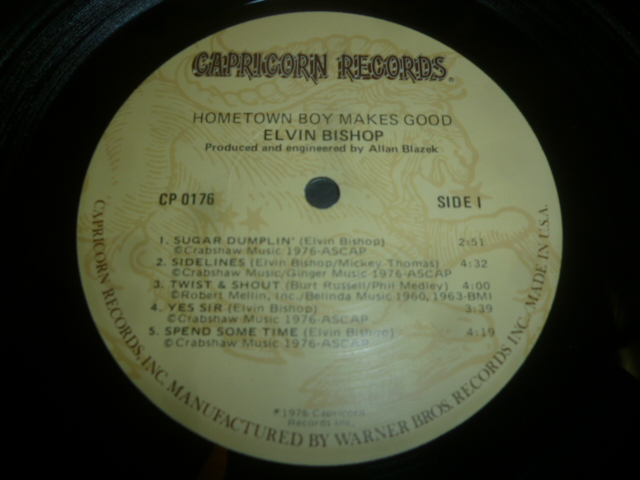 CAPRICORN RECORDS®
HOMETOWN BOY MAKES GOOD
ELVIN BISHOP
Produced and engineered by Allan Blazek
CP 0176 SIDE I
1. SUGAR DUMPLIN' (Elvin Bishop) 2:51
©Crabshaw Music 1976-ASCAP
2. SIDELINES (Elvin Bishop/Mickey Thomas) 4:32
©Crabshaw Music/Ginger Music 1976-ASCAP
3. TWIST & SHOUT (Burt Russell/Phil Medley) 4:00
©Robert Mellin, Inc./Belinda Music 1960, 1963-BMI
4. YES SIR (Elvin Bishop) 3:39
©Crabshaw Music 1976-ASCAP
5. SPEND SOME TIME (Elvin Bishop) 4:19
©Crabshaw Music 1976-ASCAP
℗1976 Capricorn
Records Inc.
CAPRICORN RECORDS, INC. MANUFACTURED BY WARNER BROS. RECORDS INC. MADE IN U.S.A.